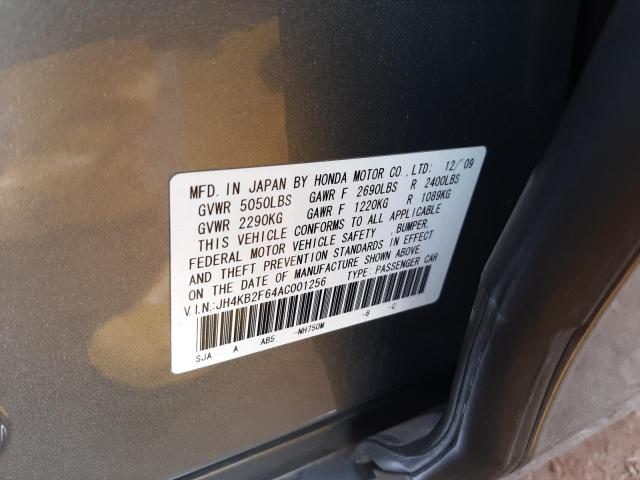 MFD. IN JAPAN BY HONDA MOTOR CO., LTD: 12/'09
GVWR 5050LBS GAWR F 2690LBS R 2400LBS
GVWR 2290KG GAWR F 1220KG R 1089KG
THIS VEHICLE CONFORMS TO ALL APPLICABLE
FEDERAL MOTOR VEHICLE SAFETY, BUMPER,
AND THEFT PREVENTION STANDARDS IN EFFECT
ON THE DATE OF MANUFACTURE SHOWN ABOVE.
V.I.N.:JH4KB2F64AC001256 TYPE: PASSENGER CAR
SJA A AB5 -NH750M -B -C